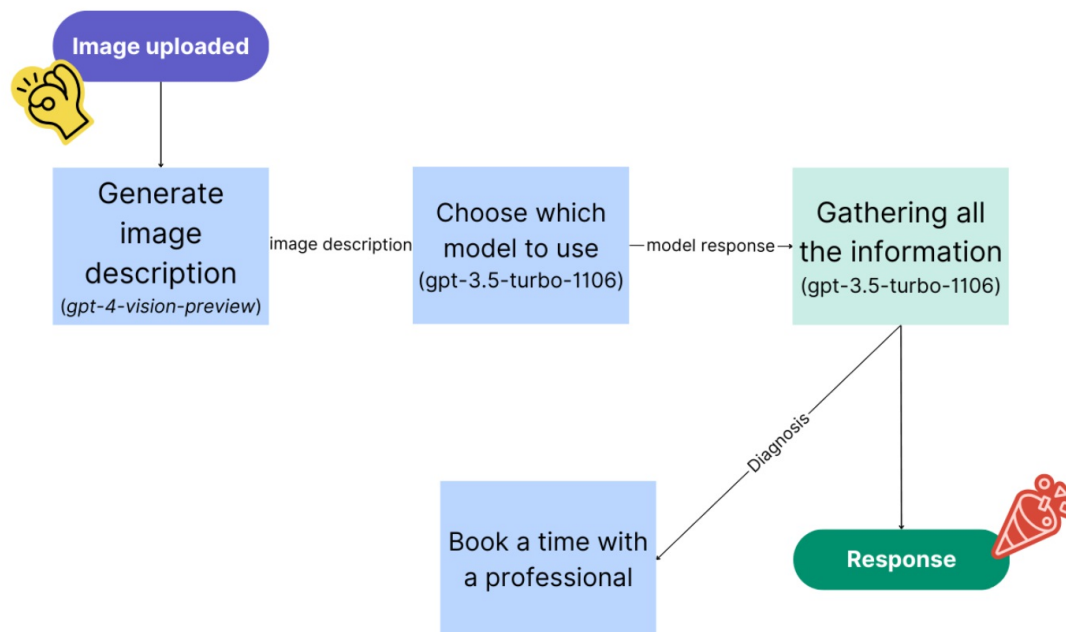 Image uploaded
Generate
image
description
(gpt-4-vision-preview)
image description
Choose which
model to use
(gpt-3.5-turbo-1106)
model response
Gathering all
the information
(gpt-3.5-turbo-1106)
Diagnosis
Book a time with
a professional
Response